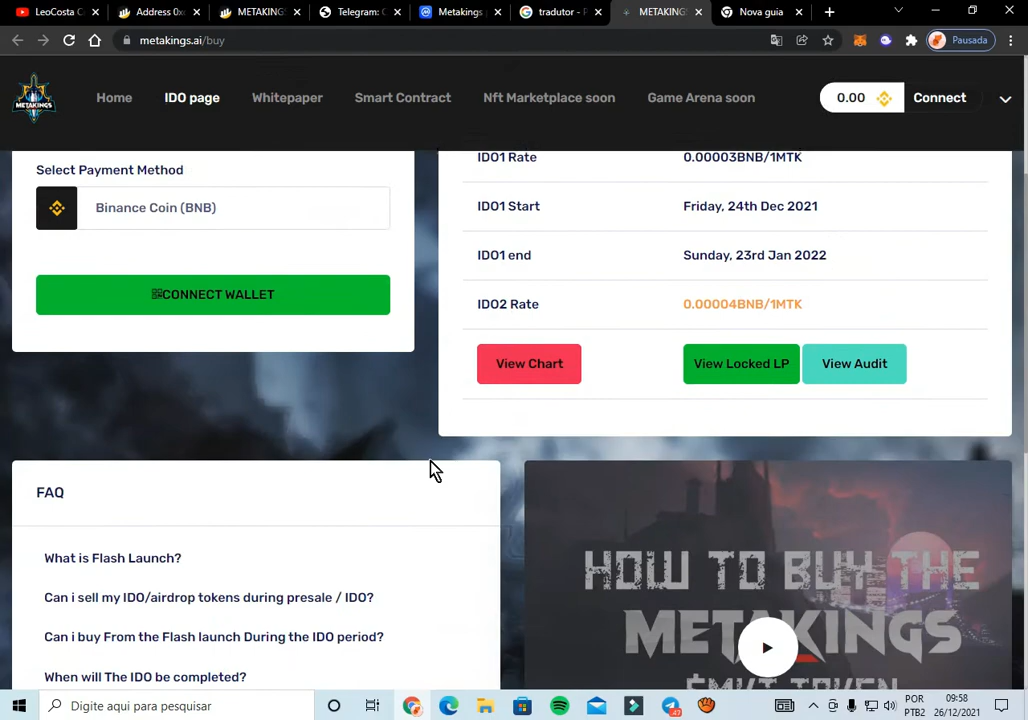 LeoCosta C
Address 0x
METAKINGS
Telegram: C
Metakings
tradutor - P
METAKINGS
Nova guia
metakings.ai/buy
Pausada
METAKINGS
Home
IDO page
Whitepaper
Smart Contract
Nft Marketplace soon
Game Arena soon
0.00
Connect
Select Payment Method
Binance Coin (BNB)
CONNECT WALLET
IDO1 Rate 0.00003BNB/1MTK
IDO1 Start Friday, 24th Dec 2021
IDO1 end Sunday, 23rd Jan 2022
IDO2 Rate 0.00004BNB/1MTK
View Chart
View Locked LP
View Audit
FAQ
What is Flash Launch?
Can i sell my IDO/airdrop tokens during presale / IDO?
Can i buy From the Flash launch During the IDO period?
When will The IDO be completed?
HOW TO BUY THE
METAKINGS
$MKT TOKEN
Digite aqui para pesquisar
47
POR
PTB2
09:58
26/12/2021